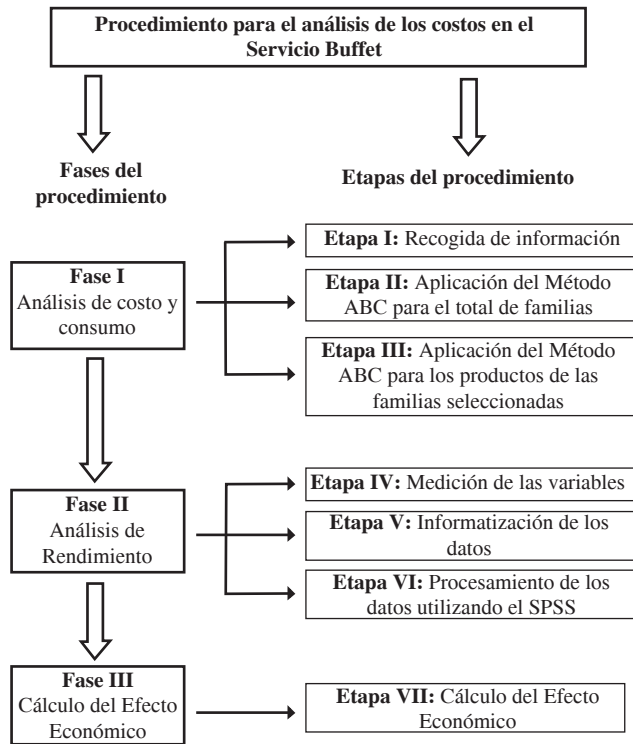 Procedimiento para el análisis de los costos en el
Servicio Buffet
Fases del
procedimiento
Etapas del procedimiento
Fase I
Análisis de costo y
consumo
Etapa I: Recogida de información
Etapa II: Aplicación del Método
ABC para el total de familias
Etapa III: Aplicación del Método
ABC para los productos de las
familias seleccionadas
Fase II
Análisis de
Rendimiento
Etapa IV: Medición de las variables
Etapa V: Informatización de los
datos
Etapa VI: Procesamiento de los
datos utilizando el SPSS
Fase III
Cálculo del Efecto
Económico
Etapa VII: Cálculo del Efecto
Económico